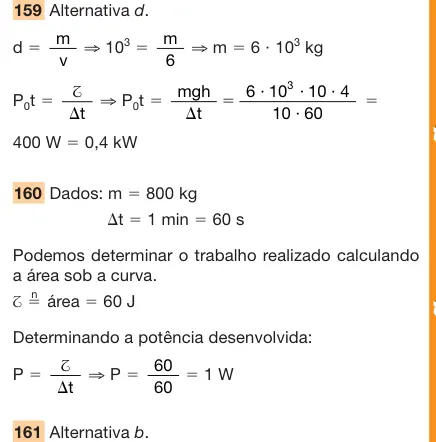 159 Alternativa d.
d = m/v ⇒ 10³ = m/6 ⇒ m = 6 · 10³ kg
P₀t = ꚍ/Δt ⇒ P₀t = mgh/Δt = 6 · 10³ · 10 · 4/10 · 60 =
400 W = 0,4 kW
160 Dados: m = 800 kg
Δt = 1 min = 60 s
Podemos determinar o trabalho realizado calculando
a área sob a curva.
ꚍ ≟ⁿ área = 60 J
Determinando a potência desenvolvida:
P = ꚍ/Δt ⇒ P = 60/60 = 1 W
161 Alternativa b.